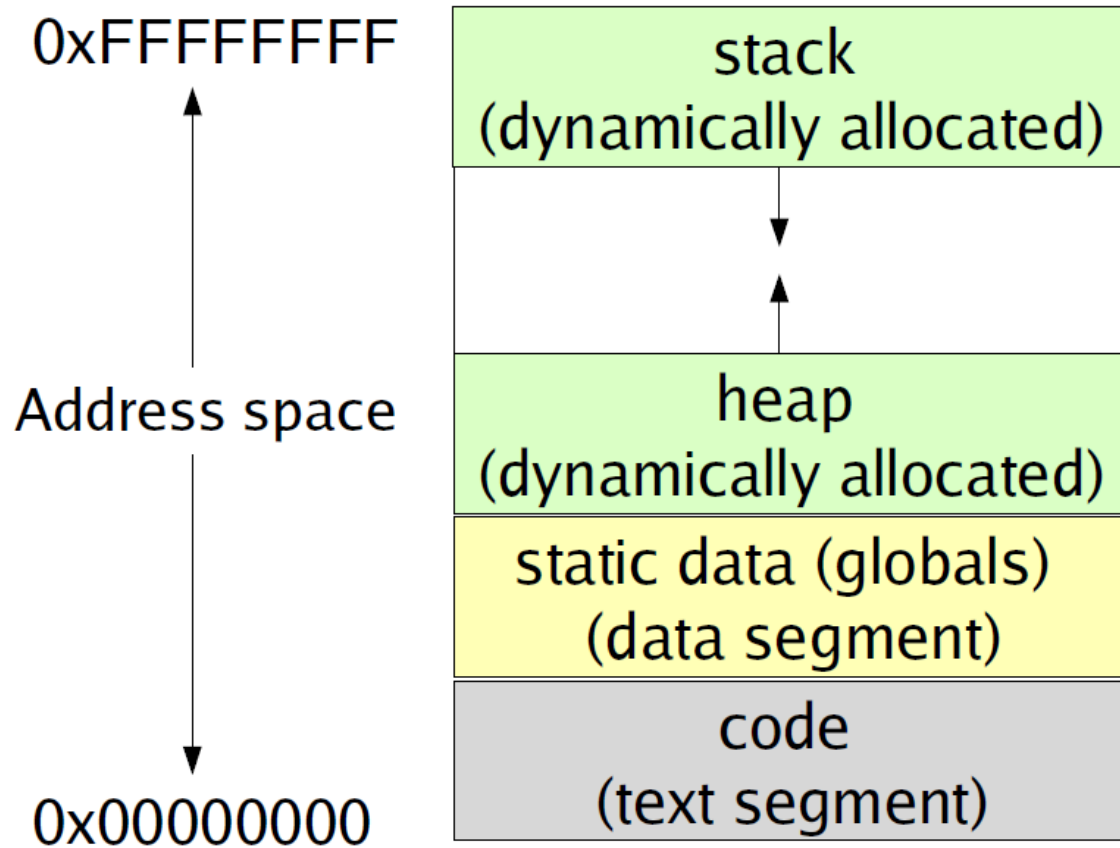 0xFFFFFFFF
stack
(dynamically allocated)
Address space
heap
(dynamically allocated)
static data (globals)
(data segment)
code
(text segment)
0x00000000